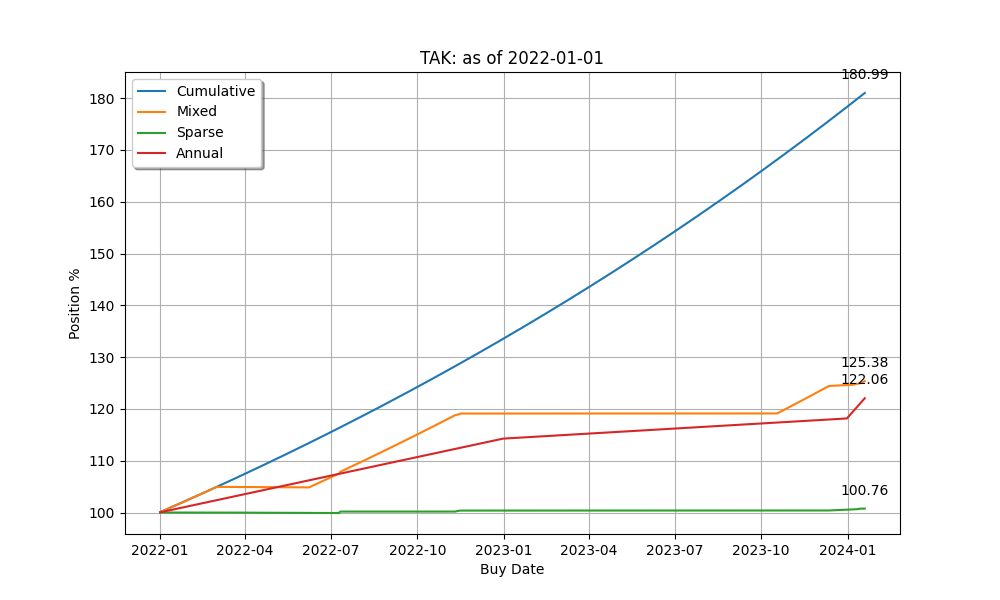 TAK: as of 2022-01-01
180.99
Cumulative
Mixed
Sparse
Annual
180
170
160
150
140
130
120
110
100
Position %
125.38
122.06
100.76
2022-01 2022-04 2022-07 2022-10 2023-01 2023-04 2023-07 2023-10 2024-01
Buy Date